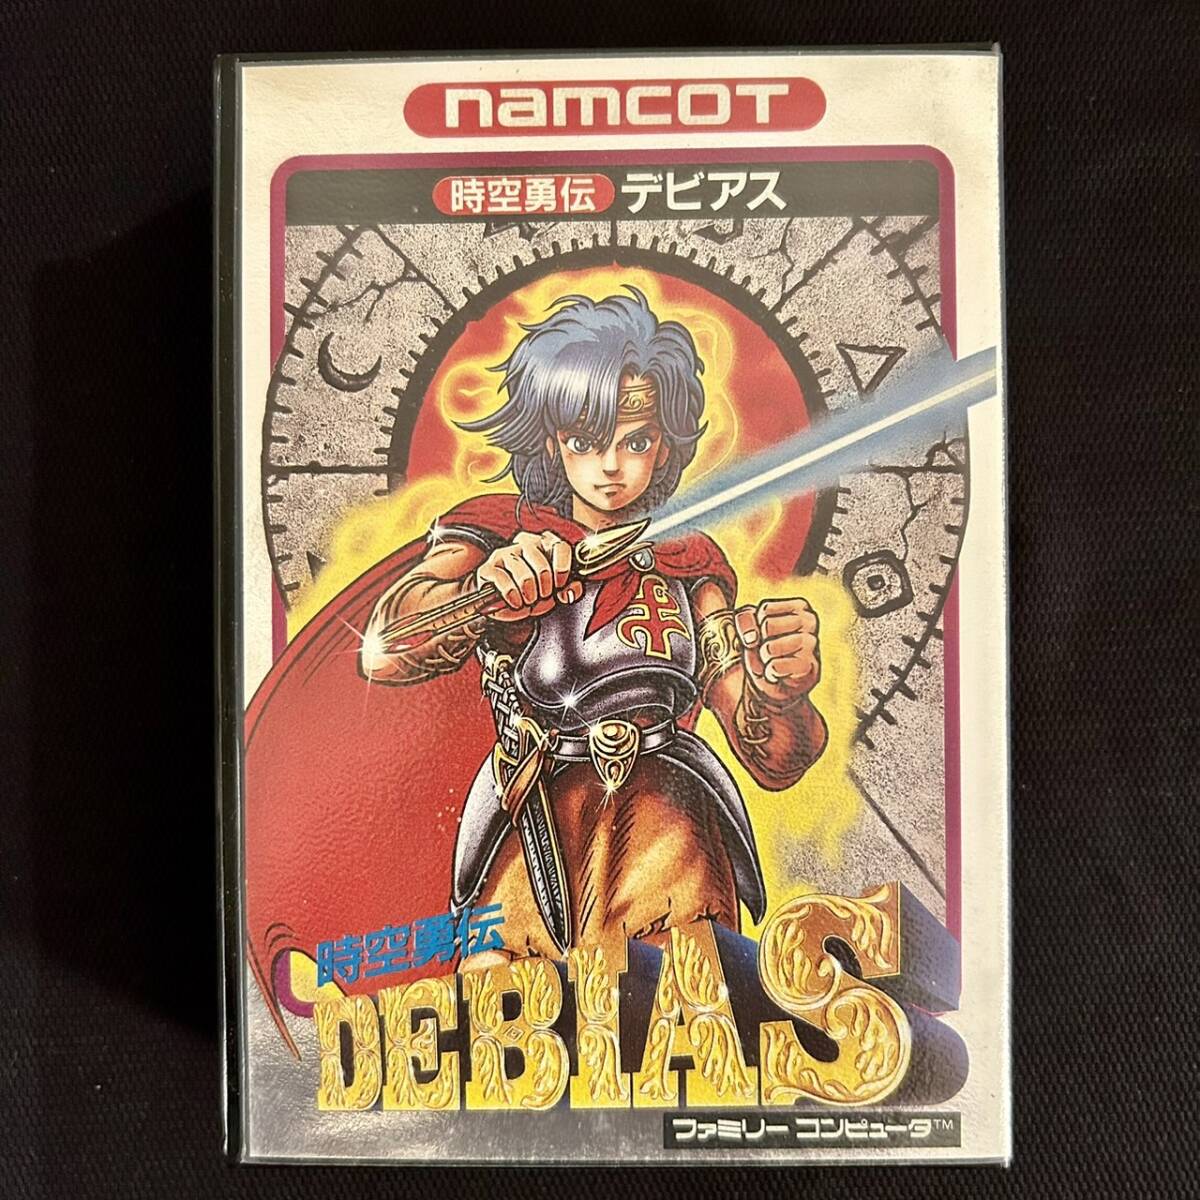 namcoT
時空勇伝 デビアス
時空勇伝
DEBIAS
ファミリー コンピュータ™